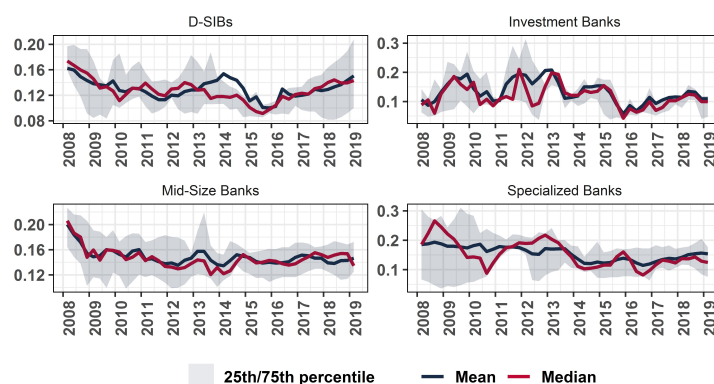 D-SIBs
0.20
0.16
0.12
0.08
2008 2009 2010 2011 2012 2013 2014 2015 2016 2017 2018 2019
Investment Banks
0.3
0.2
0.1
2008 2009 2010 2011 2012 2013 2014 2015 2016 2017 2018 2019
Mid-Size Banks
0.20
0.16
0.12
2008 2009 2010 2011 2012 2013 2014 2015 2016 2017 2018 2019
Specialized Banks
0.3
0.2
0.1
2008 2009 2010 2011 2012 2013 2014 2015 2016 2017 2018 2019
25th/75th percentile Mean Median